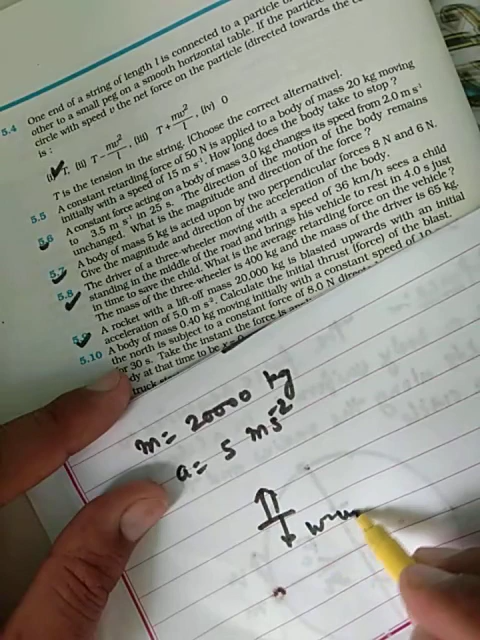 5.4 One end of a string of length l is connected to a particle
other to a small peg on a smooth horizontal table. If the particle
circle with speed v the net force on the particle (directed towards the
is :
T, (ii) T - mv²/l, (iii) T + mv²/l, (iv) 0
T is the tension in the string. [Choose the correct alternative].
5.5 A constant retarding force of 50 N is applied to a body of mass 20 kg moving
initially with a speed of 15 m s⁻¹. How long does the body take to stop ?
5.6 A constant force acting on a body of mass 3.0 kg changes its speed from 2.0 m s⁻¹
to 3.5 m s⁻¹ in 25 s. The direction of the motion of the body remains
unchanged. What is the magnitude and direction of the force ?
5.7 A body of mass 5 kg is acted upon by two perpendicular forces 8 N and 6 N.
Give the magnitude and direction of the acceleration of the body.
5.8 The driver of a three-wheeler moving with a speed of 36 km/h sees a child
standing in the middle of the road and brings his vehicle to rest in 4.0 s just
in time to save the child. What is the average retarding force on the vehicle ?
The mass of the three-wheeler is 400 kg and the mass of the driver is 65 kg.
5.9 A rocket with a lift-off mass 20,000 kg is blasted upwards with an initial
acceleration of 5.0 m s⁻². Calculate the initial thrust (force) of the blast.
5.10 A body of mass 0.40 kg moving initially with a constant speed of 10
the north is subject to a constant force of 8.0 N
for 30 s. Take the instant the force is
at that time to be
truck
m = 20000 kg
a = 5 ms⁻²